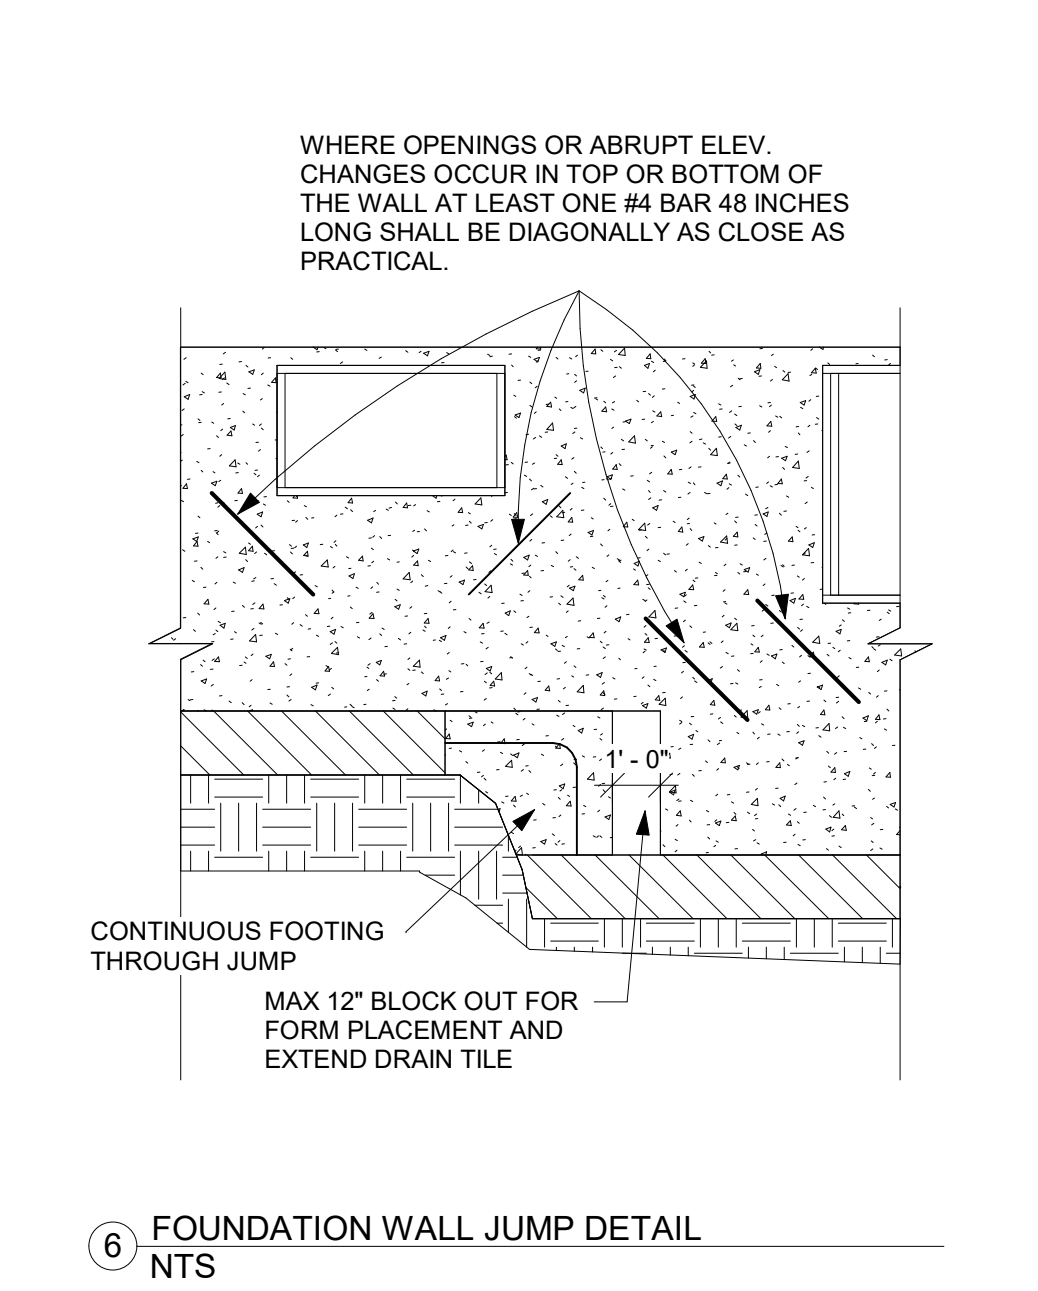 WHERE OPENINGS OR ABRUPT ELEV.
CHANGES OCCUR IN TOP OR BOTTOM OF
THE WALL AT LEAST ONE #4 BAR 48 INCHES
LONG SHALL BE DIAGONALLY AS CLOSE AS
PRACTICAL.
1' - 0"
CONTINUOUS FOOTING
THROUGH JUMP
MAX 12" BLOCK OUT FOR
FORM PLACEMENT AND
EXTEND DRAIN TILE
6
FOUNDATION WALL JUMP DETAIL
NTS